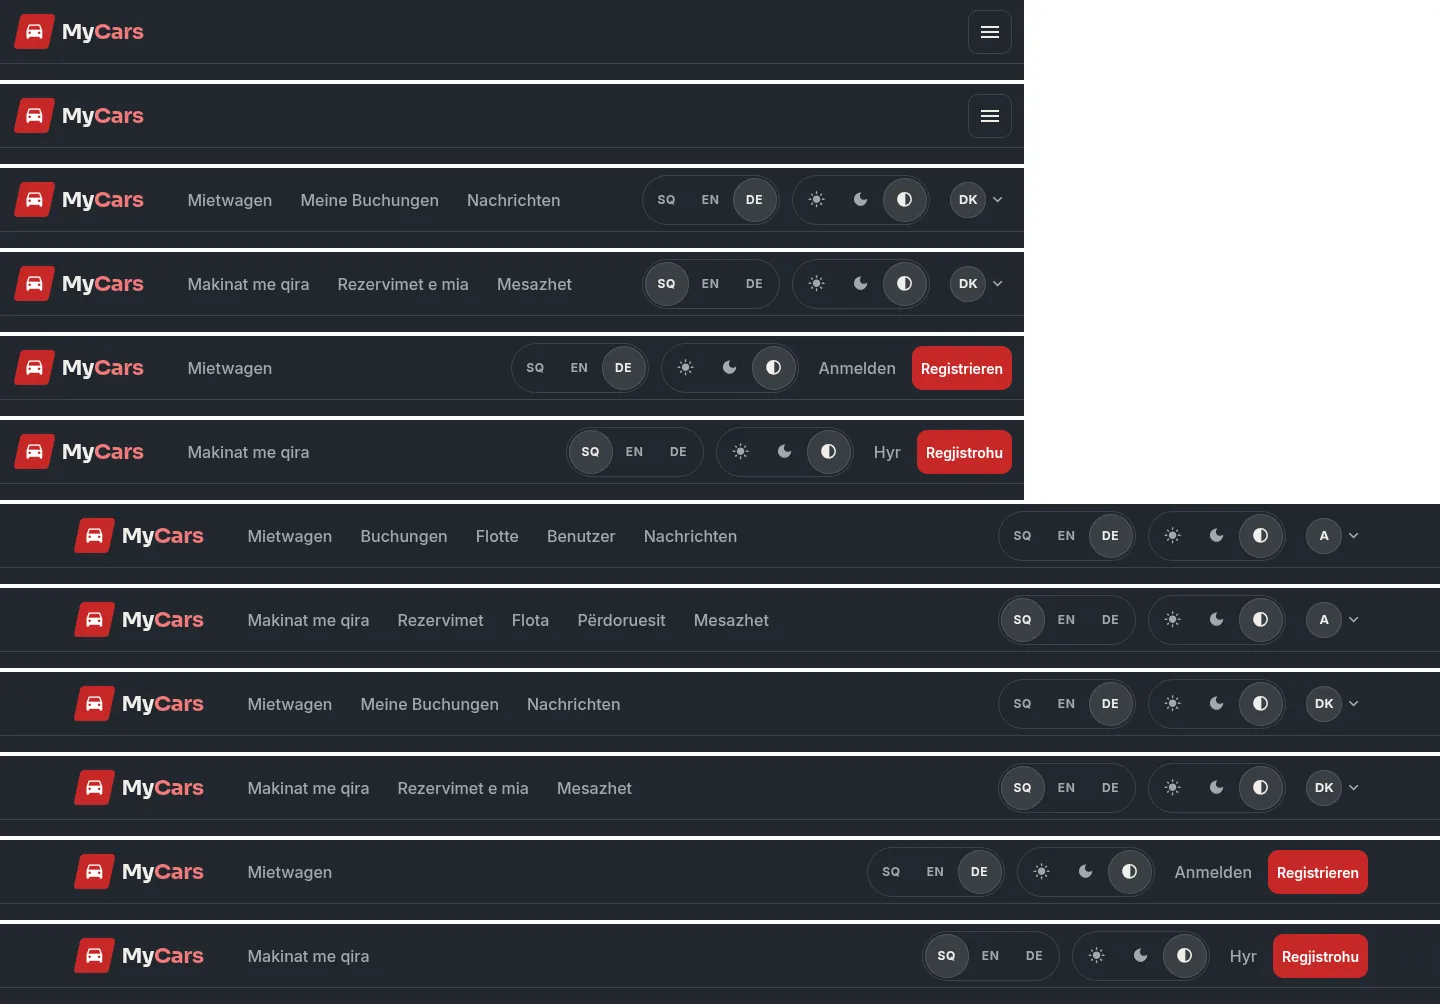 MyCars
MyCars
MyCars Mietwagen Meine Buchungen Nachrichten SQ EN DE DK
MyCars Makinat me qira Rezervimet e mia Mesazhet SQ EN DE DK
MyCars Mietwagen SQ EN DE Anmelden Registrieren
MyCars Makinat me qira SQ EN DE Hyr Regjistrohu
MyCars Mietwagen Buchungen Flotte Benutzer Nachrichten SQ EN DE A
MyCars Makinat me qira Rezervimet Flota Përdoruesit Mesazhet SQ EN DE A
MyCars Mietwagen Meine Buchungen Nachrichten SQ EN DE DK
MyCars Makinat me qira Rezervimet e mia Mesazhet SQ EN DE DK
MyCars Mietwagen SQ EN DE Anmelden Registrieren
MyCars Makinat me qira SQ EN DE Hyr Regjistrohu